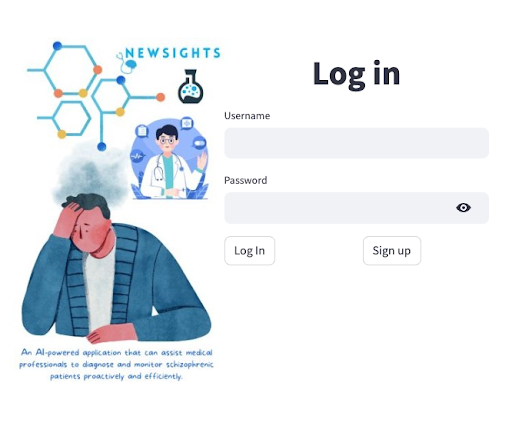 NEWSIGHTS
Log in
Username
Password
Log In
Sign up
An AI-powered application that can assist medical
professionals to diagnose and monitor schizophrenic
patients proactively and efficiently.